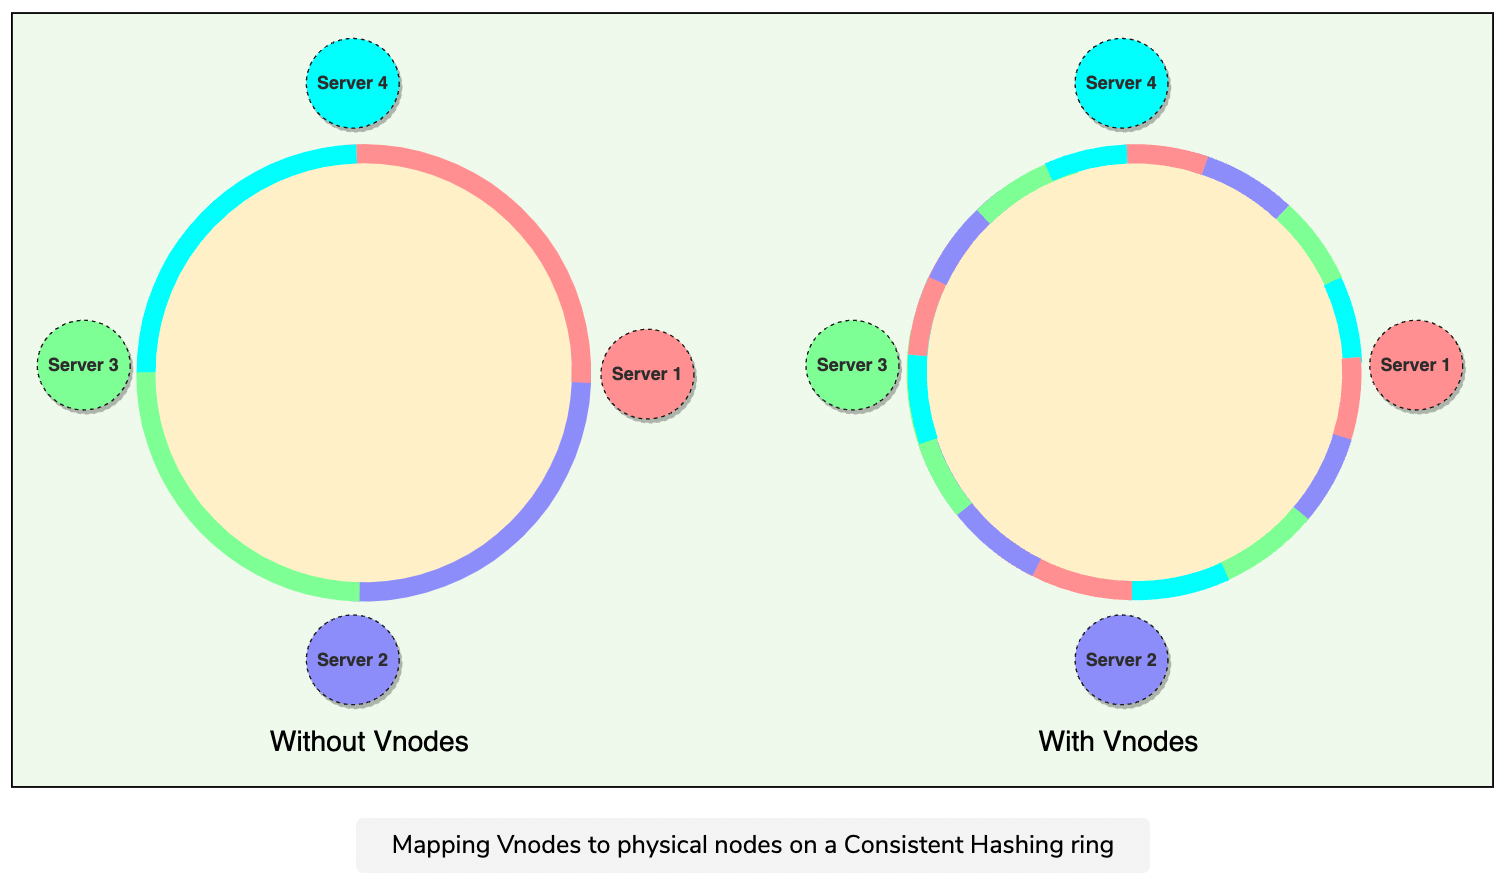 Server 4
Server 3
Server 1
Server 2
Without Vnodes
Server 4
Server 3
Server 1
Server 2
With Vnodes
Mapping Vnodes to physical nodes on a Consistent Hashing ring